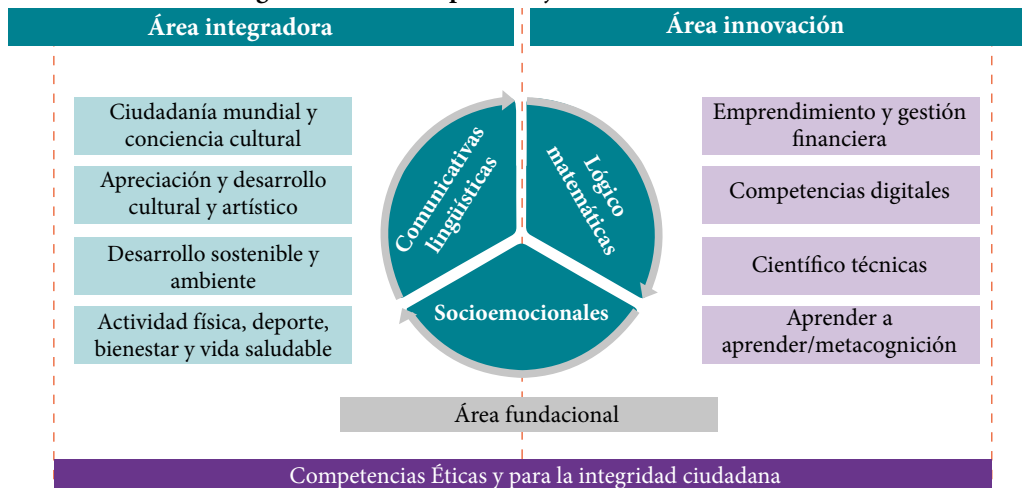 Área integradora
Área innovación
Ciudadanía mundial y
conciencia cultural
Apreciación y desarrollo
cultural y artístico
Desarrollo sostenible y
ambiente
Actividad física, deporte,
bienestar y vida saludable
Comunicativas
lingüísticas
Lógico
matemáticas
Socioemocionales
Emprendimiento y gestión
financiera
Competencias digitales
Científico técnicas
Aprender a
aprender/metacognición
Área fundacional
Competencias Éticas y para la integridad ciudadana